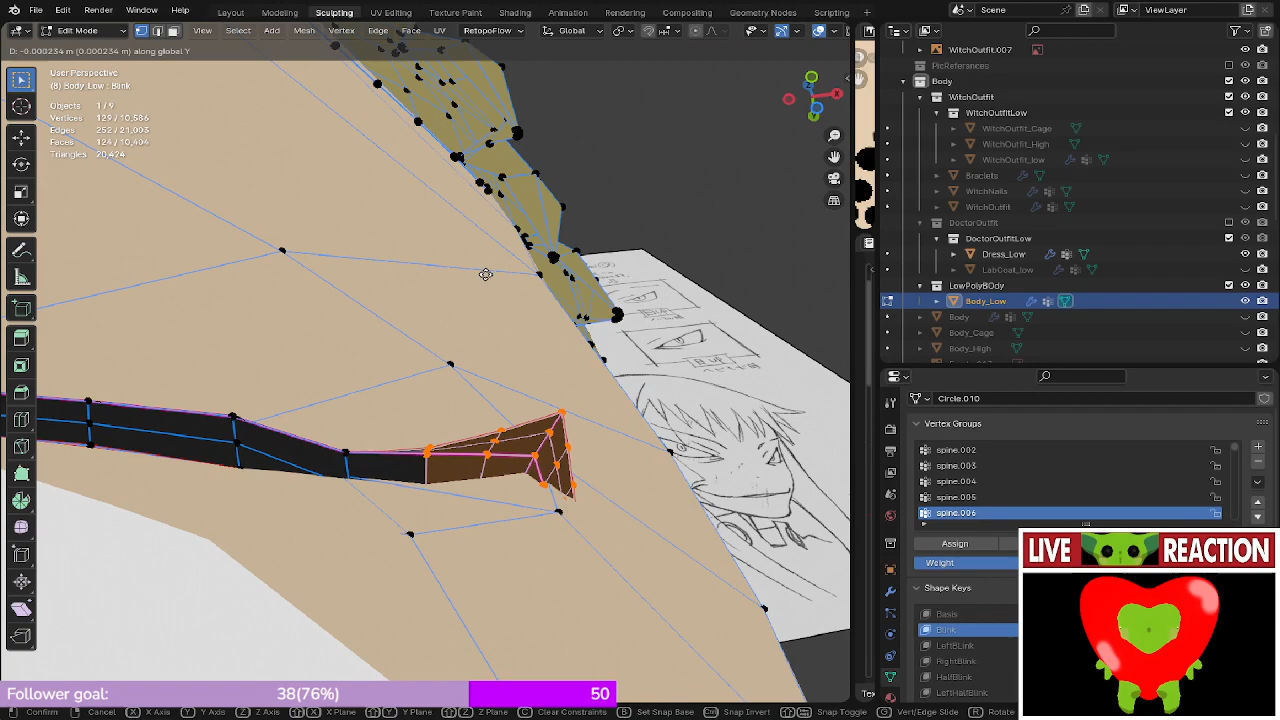 File Edit Render Window Help
Layout Modeling Sculpting UV Editing Texture Paint Shading Animation Rendering Compositing Geometry Nodes Scripting
Scene
ViewLayer
Edit Mode View Select Add Mesh Vertex Edge Face UV RetopoFlow Global
D: -0.000234 m (0.000234 m) along global Y
User Perspective
(8) Body_Low : Blink
Objects 1 / 9
Vertices 129 / 10,586
Edges 252 / 21,003
Faces 124 / 10,404
Triangles 20,424
X
Z
Y
WitchOutfit.007
PicReferances
Body
WitchOutfit
WitchOutfitLow
WitchOutfit_Cage
WitchOutfit_High
WitchOutfit_low
Braclets
WitchNails
WitchOutfit
DoctorOutfit
DoctorOutfitLow
Dress_Low
LabCoat_low
LowPolyBOdy
Body_Low
Body
Body_Cage
Body_High
Circle.010
Vertex Groups
spine.002
spine.003
spine.004
spine.005
spine.006
Assign
Weight
Shape Keys
Basis
Blink
LeftBLink
RightBlink
HalfBlink
LeftHalfBlink
LIVE REACTION
Follower goal: 38(76%) 50
Confirm Cancel X X Axis Y Y Axis Z Z Axis X X Plane Y Y Plane Z Z Plane C Clear Constraints B Set Snap Base Snap Invert Snap Toggle G Vert/Edge Slide R Rotate